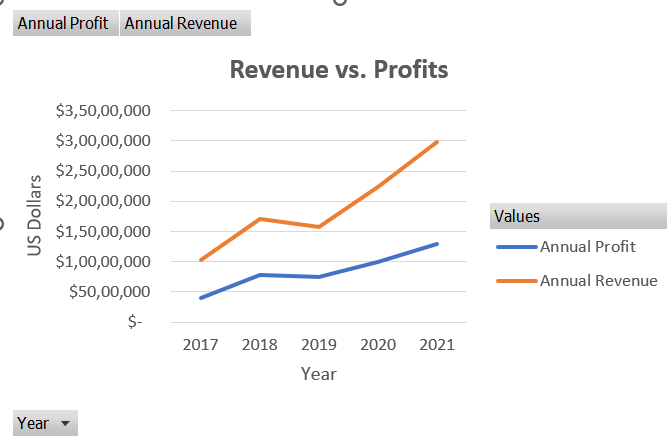 Annual Profit Annual Revenue
Revenue vs. Profits
$3,50,00,000
$3,00,00,000
$2,50,00,000
$2,00,00,000
$1,50,00,000
$1,00,00,000
$50,00,000
$-
US Dollars
2017 2018 2019 2020 2021
Year
Values
Annual Profit
Annual Revenue
Year